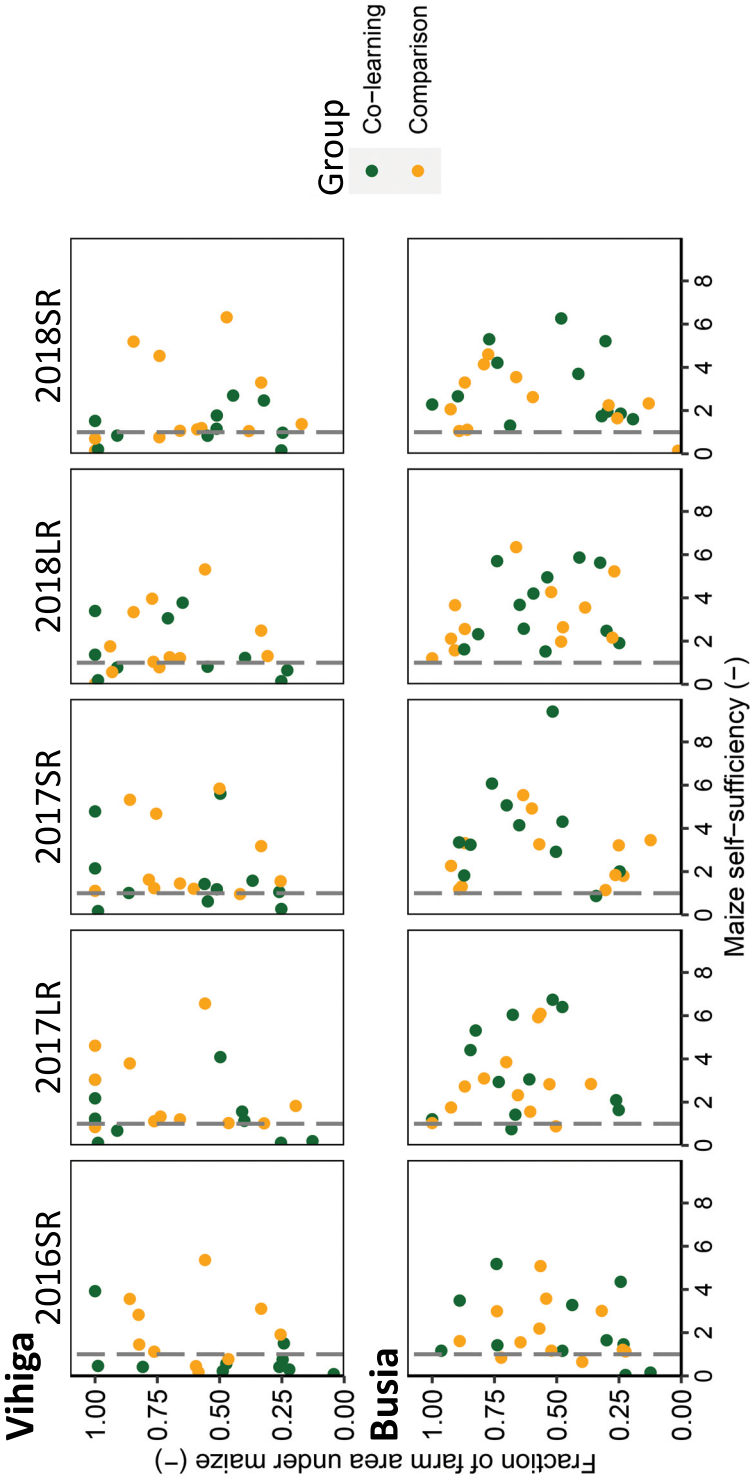 Vihiga
2016SR 2017LR 2017SR 2018LR 2018SR
1.00
0.75
0.50
0.25
0.00
Busia
1.00
0.75
0.50
0.25
0.00
Fraction of farm area under maize (−)
0 2 4 6 8 0 2 4 6 8 0 2 4 6 8 0 2 4 6 8 0 2 4 6 8
Maize self−sufficiency (−)
Group
Co−learning
Comparison